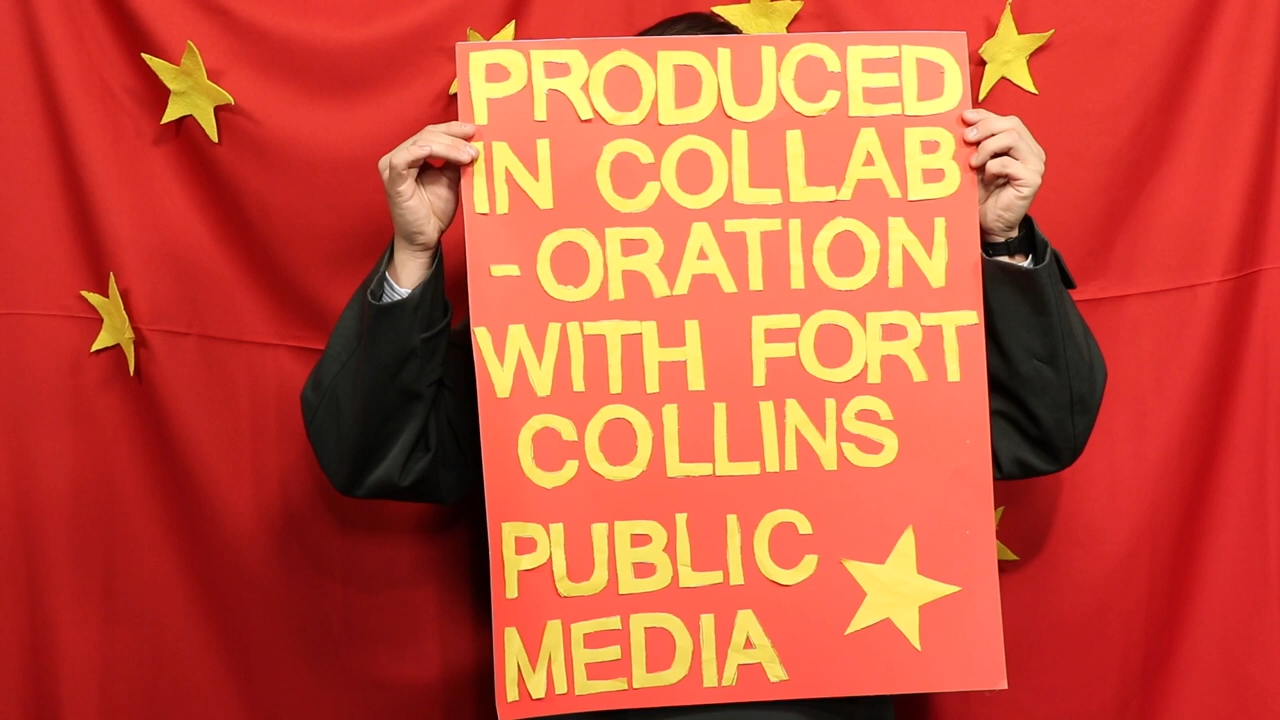 PRODUCED
IN COLLAB
-ORATION
WITH FORT
COLLINS
PUBLIC
MEDIA